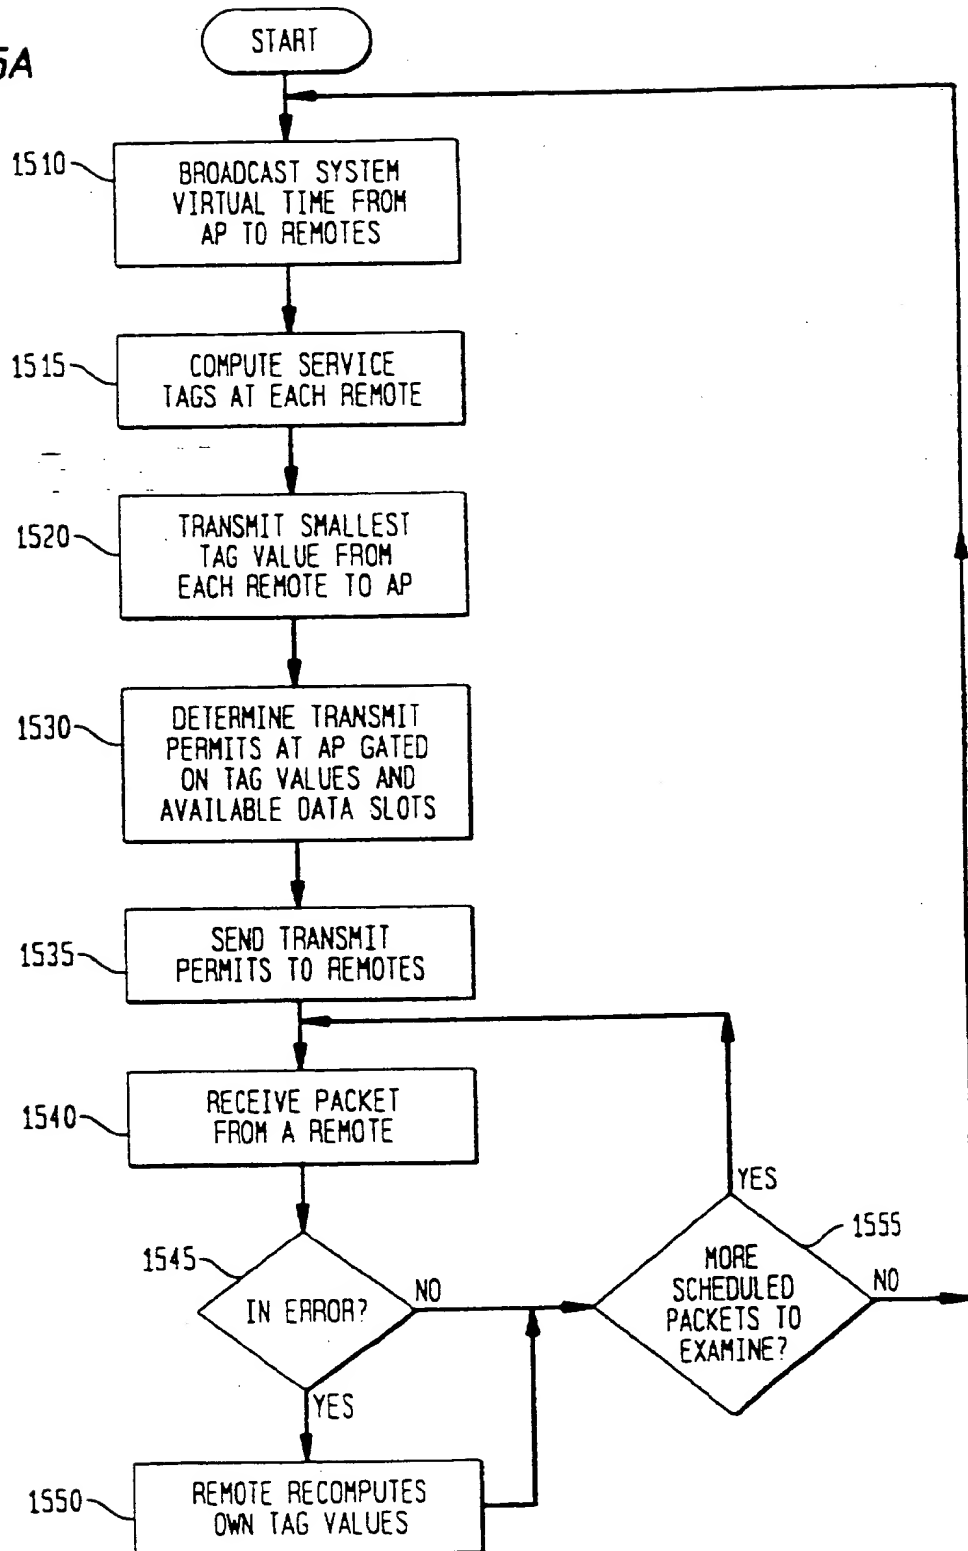 5A
START
1510
BROADCAST SYSTEM
VIRTUAL TIME FROM
AP TO REMOTES
1515
COMPUTE SERVICE
TAGS AT EACH REMOTE
1520
TRANSMIT SMALLEST
TAG VALUE FROM
EACH REMOTE TO AP
1530
DETERMINE TRANSMIT
PERMITS AT AP GATED
ON TAG VALUES AND
AVAILABLE DATA SLOTS
1535
SEND TRANSMIT
PERMITS TO REMOTES
1540
RECEIVE PACKET
FROM A REMOTE
1545
IN ERROR?
NO
YES
1550
REMOTE RECOMPUTES
OWN TAG VALUES
YES
1555
MORE
SCHEDULED
PACKETS TO
EXAMINE?
NO